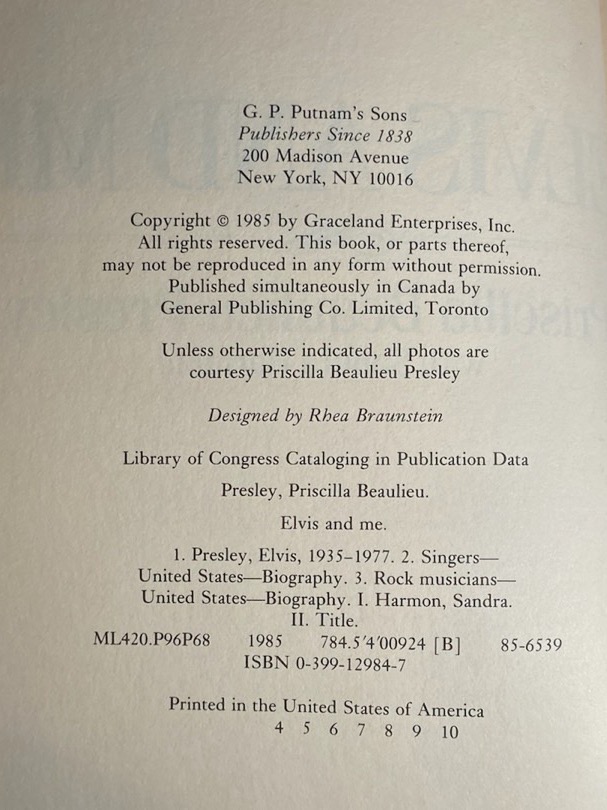 G. P. Putnam's Sons
Publishers Since 1838
200 Madison Avenue
New York, NY 10016
Copyright © 1985 by Graceland Enterprises, Inc.
All rights reserved. This book, or parts thereof,
may not be reproduced in any form without permission.
Published simultaneously in Canada by
General Publishing Co. Limited, Toronto
Unless otherwise indicated, all photos are
courtesy Priscilla Beaulieu Presley
Designed by Rhea Braunstein
Library of Congress Cataloging in Publication Data
Presley, Priscilla Beaulieu.
Elvis and me.
1. Presley, Elvis, 1935–1977. 2. Singers—
United States—Biography. 3. Rock musicians—
United States—Biography. I. Harmon, Sandra.
II. Title.
ML420.P96P68 1985 784.5′4′00924 [B] 85-6539
ISBN 0-399-12984-7
Printed in the United States of America
4 5 6 7 8 9 10